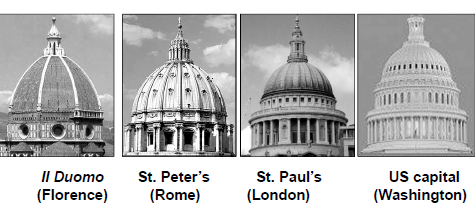 Il Duomo
(Florence)
St. Peter's
(Rome)
St. Paul's
(London)
US capital
(Washington)